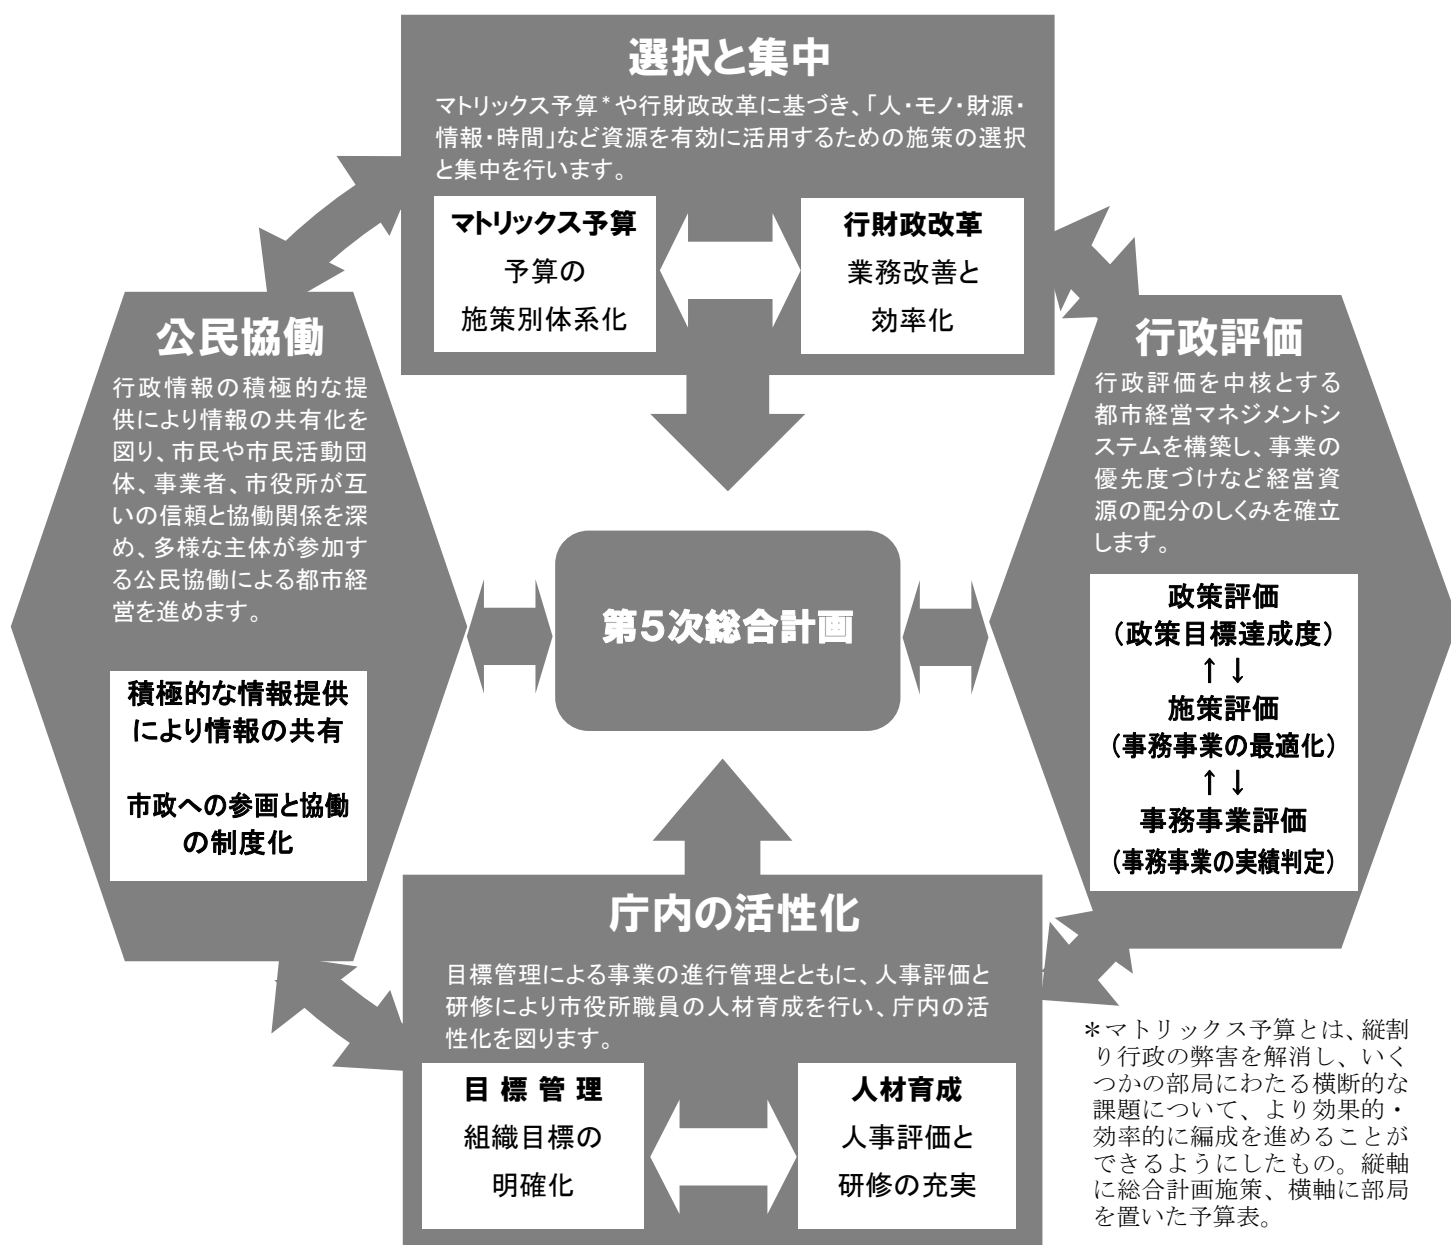 選択と集中
マトリックス予算*や行財政改革に基づき、「人・モノ・財源・
情報・時間」など資源を有効に活用するための施策の選択
と集中を行います。
マトリックス予算
予算の
施策別体系化
行財政改革
業務改善と
効率化
公民協働
行政情報の積極的な提
供により情報の共有化を
図り、市民や市民活動団
体、事業者、市役所が互
いの信頼と協働関係を深
め、多様な主体が参加す
る公民協働による都市経
営を進めます。
積極的な情報提供
により情報の共有
市政への参画と協働
の制度化
第5次総合計画
行政評価
行政評価を中核とする
都市経営マネジメントシ
ステムを構築し、事業の
優先度づけなど経営資
源の配分のしくみを確立
します。
政策評価
(政策目標達成度)
↑ ↓
施策評価
(事務事業の最適化)
↑ ↓
事務事業評価
(事務事業の実績判定)
庁内の活性化
目標管理による事業の進行管理とともに、人事評価と
研修により市役所職員の人材育成を行い、庁内の活
性化を図ります。
目 標 管 理
組織目標の
明確化
人材育成
人事評価と
研修の充実
*マトリックス予算とは、縦割
り行政の弊害を解消し、いく
つかの部局にわたる横断的な
課題について、より効果的・
効率的に編成を進めることが
できるようにしたもの。縦軸
に総合計画施策、横軸に部局
を置いた予算表。